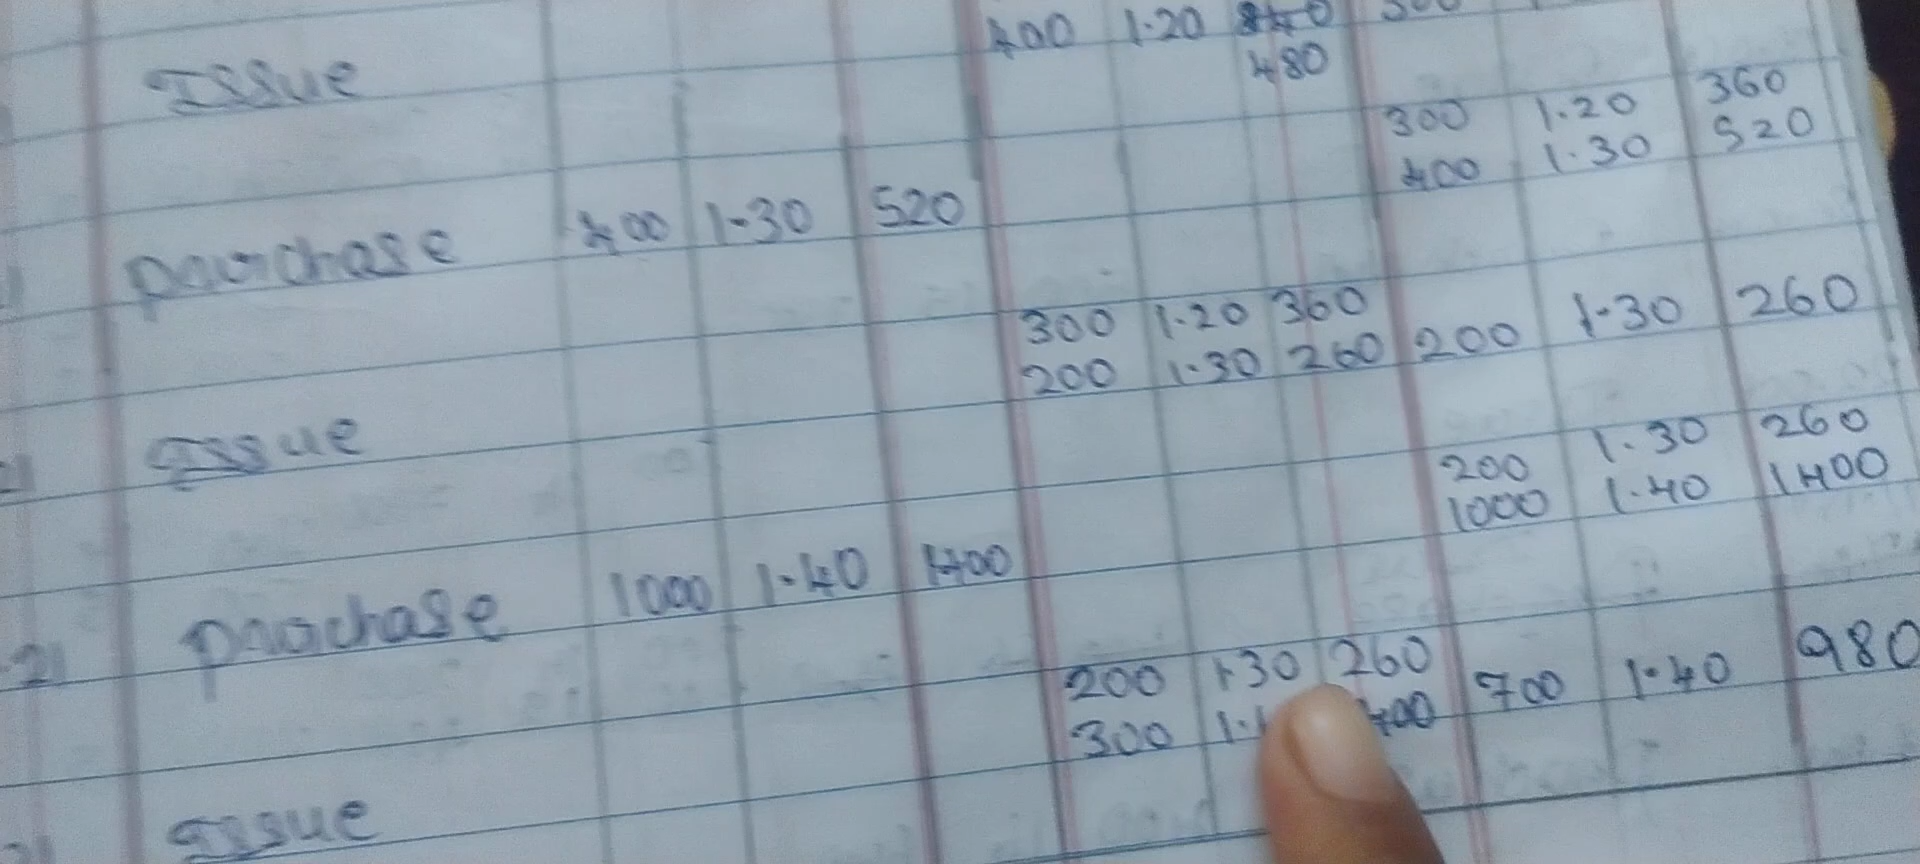 400 1.20 480
Issue
300 1.20 360
400 1.30 520
purchase 400 1.30 520
300 1.20 360
200 1.30 260 200 1.30 260
Issue
200 1.30 260
1000 1.40 1400
purchase 1000 1.40 1400
200 1.30 260
300 700 1.40 980
Issue